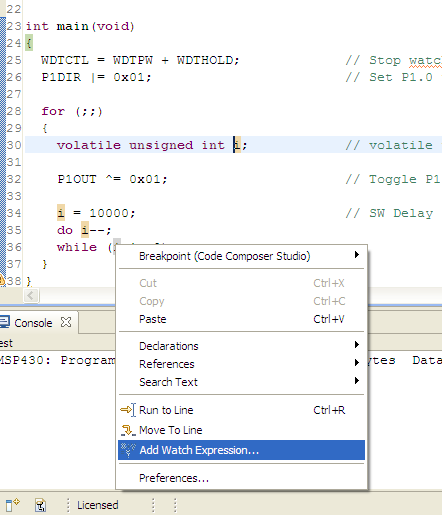 22
23 int main(void)
24 {
25 WDTCTL = WDTPW + WDTHOLD; // Stop watc
26 P1DIR |= 0x01; // Set P1.0
27
28 for (;;)
29 {
30 volatile unsigned int i; // volatile
31
32 P1OUT ^= 0x01; // Toggle P1
33
34 i = 10000; // SW Delay
35 do i--;
36 while (
37 }
38 }
Breakpoint (Code Composer Studio)
Cut Ctrl+X
Copy Ctrl+C
Paste Ctrl+V
Declarations
References
Search Text
Run to Line Ctrl+R
Move To Line
Add Watch Expression...
Preferences...
Console
est
MSP430: Program ytes Data
Licensed